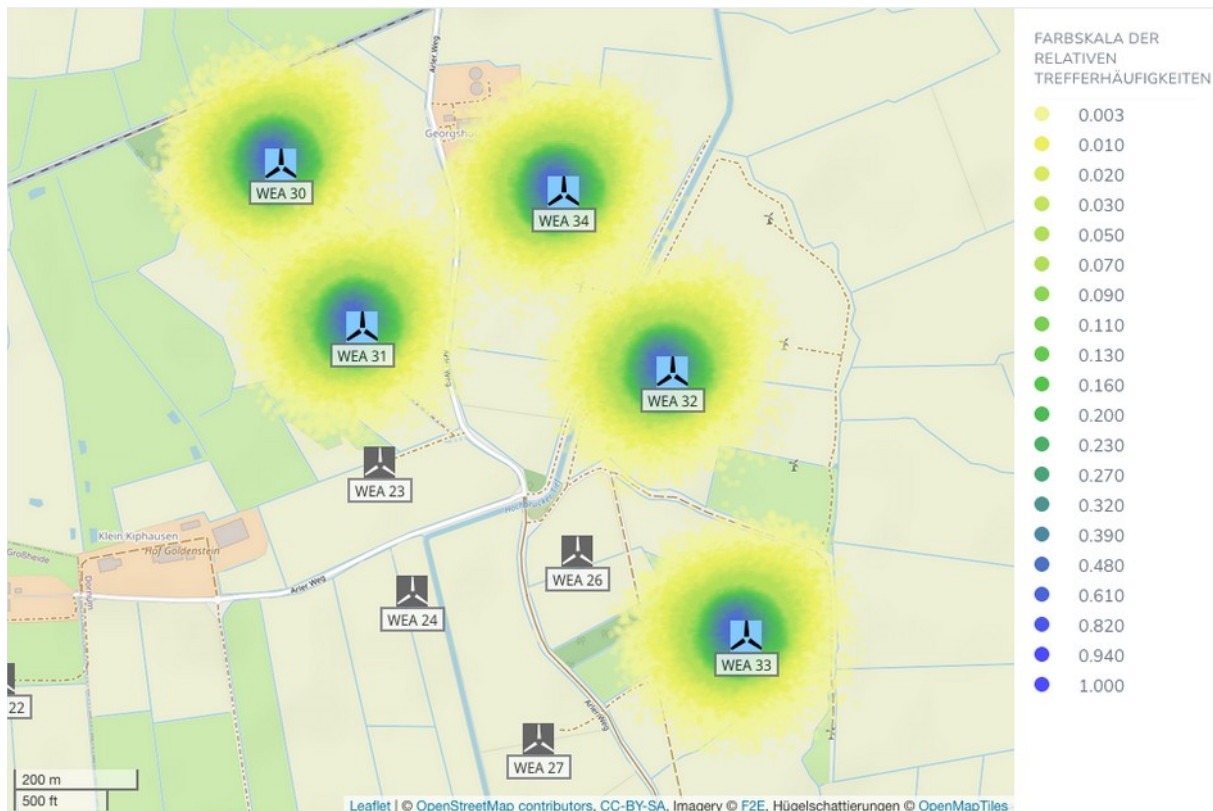 FARBSKALA DER
RELATIVEN
TREFFERHÄUFIGKEITEN
0.003
0.010
0.020
0.030
0.050
0.070
0.090
0.110
0.130
0.160
0.200
0.230
0.270
0.320
0.390
0.480
0.610
0.820
0.940
1.000
Arler Weg
WEA 30
WEA 34
WEA 31
WEA 32
WEA 23
Klein Kiphausen
Hof Goldenstein
Großheide
Dornum
Arler Weg
WEA 26
WEA 24
WEA 33
22
Arler Weg
WEA 27
200 m
500 ft
Leaflet | © OpenStreetMap contributors, CC-BY-SA, Imagery © F2E, Hügelschattierungen © OpenMapTiles